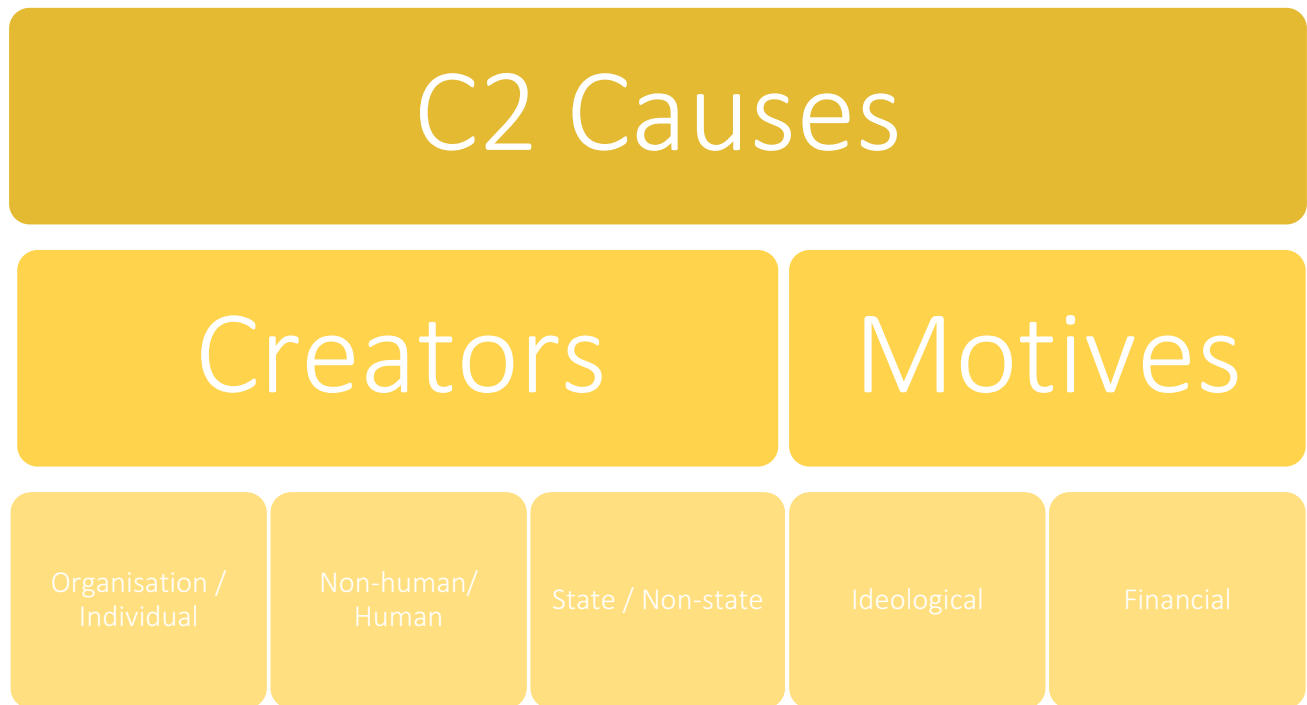 C2 Causes
Creators
Motives
Organisation /
Individual
Non-human/
Human
State / Non-state
Ideological
Financial